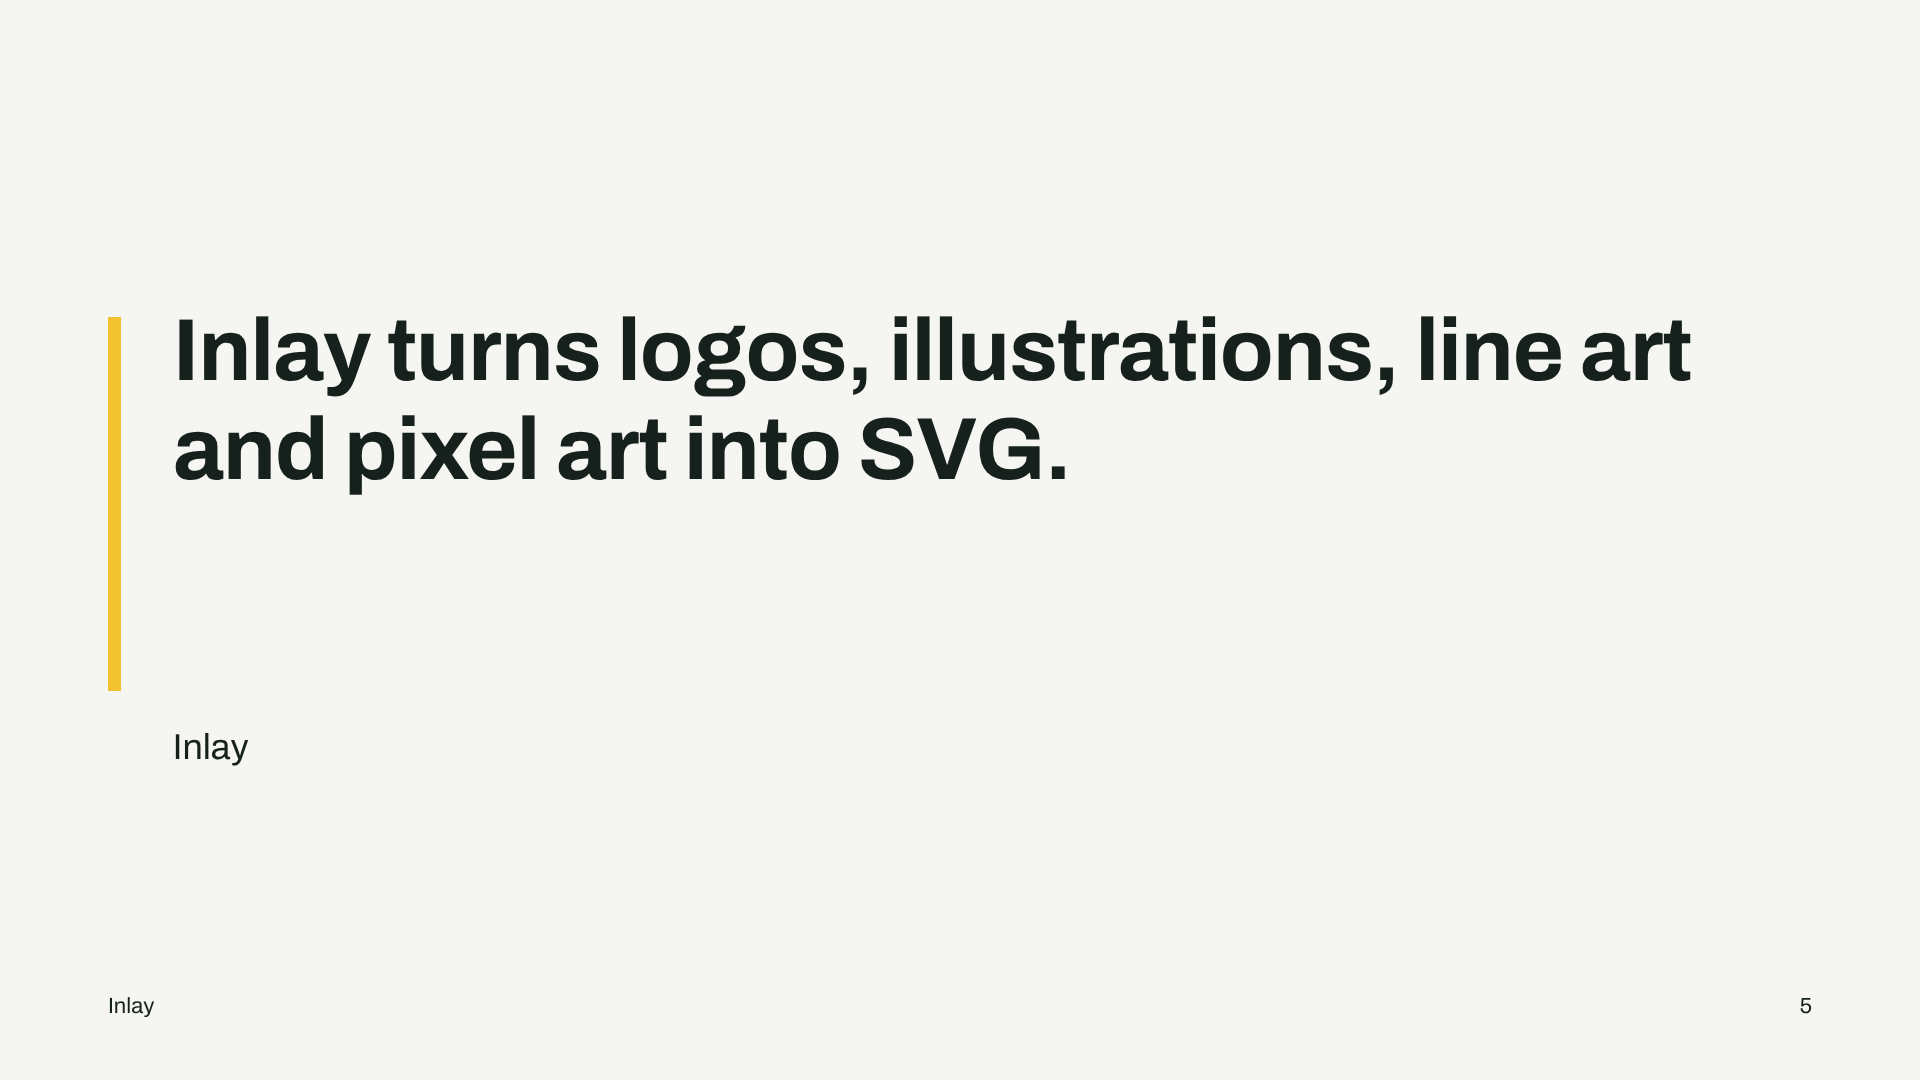 Inlay turns logos, illustrations, line art
and pixel art into SVG.
Inlay
Inlay
5